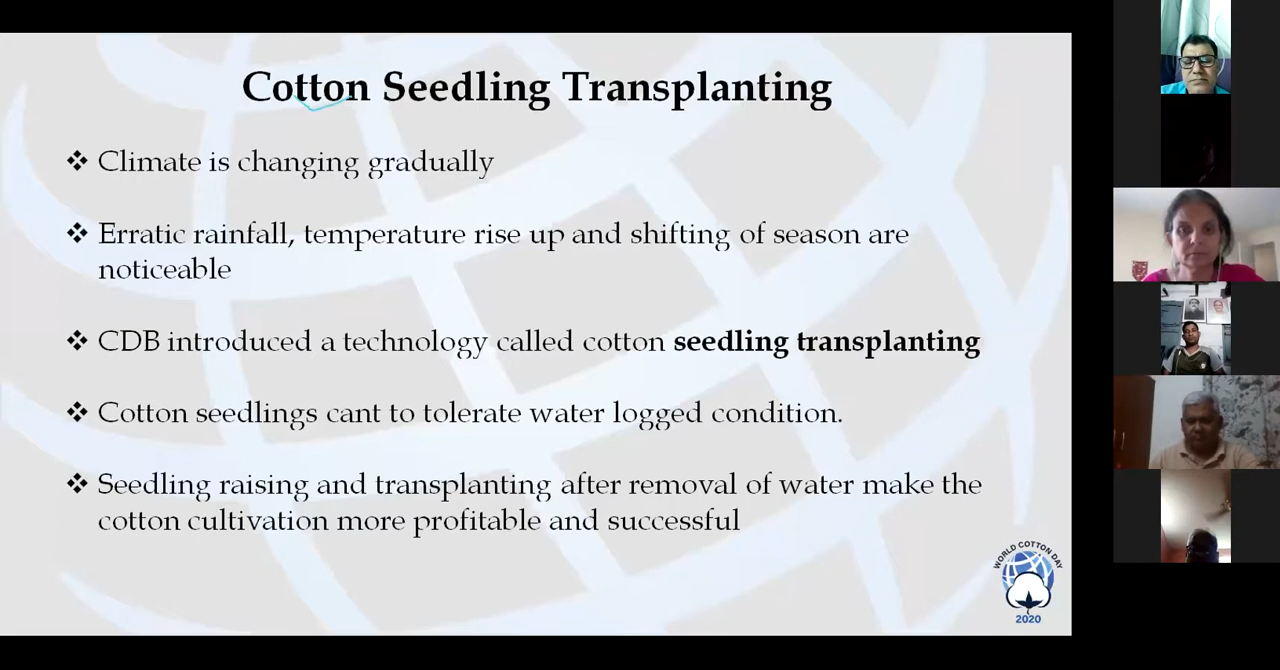 Cotton Seedling Transplanting
❖ Climate is changing gradually
❖ Erratic rainfall, temperature rise up and shifting of season are
noticeable
❖ CDB introduced a technology called cotton seedling transplanting
❖ Cotton seedlings cant to tolerate water logged condition.
❖ Seedling raising and transplanting after removal of water make the
cotton cultivation more profitable and successful
WORLD COTTON DAY
2020